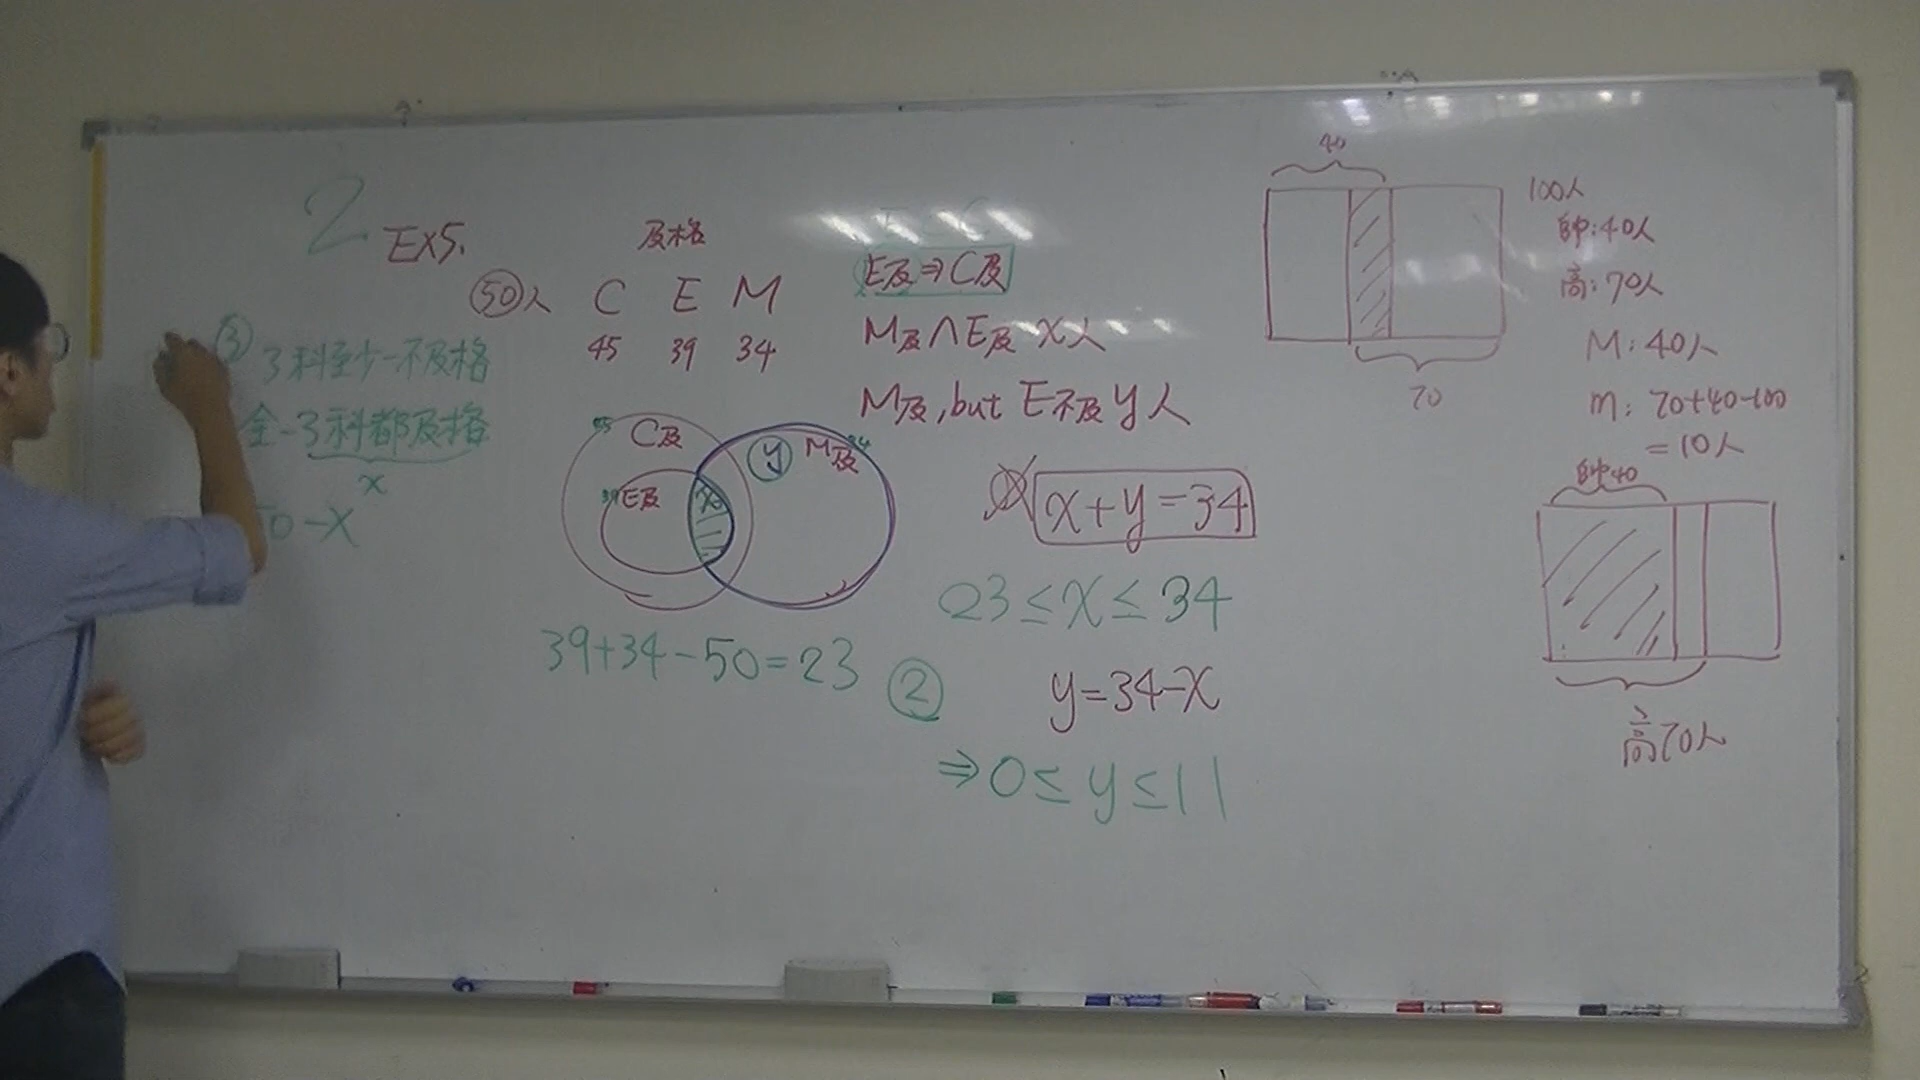 2
EX5.
及格
50人 C E M
45 39 34
E及⇒C及
M及∩E及 x人
M及,but E不及 y人
③ 3科至少一不及格
全-3科都及格
x
50-x
C及
y M及 34
39 E及 x
x+y=34
23≤x≤34
39+34-50=23
② y=34-x
⇒0≤y≤11
40
100人
帥:40人
高:70人
70
M:40人
m:70+40-100
=10人
帥40
高70人